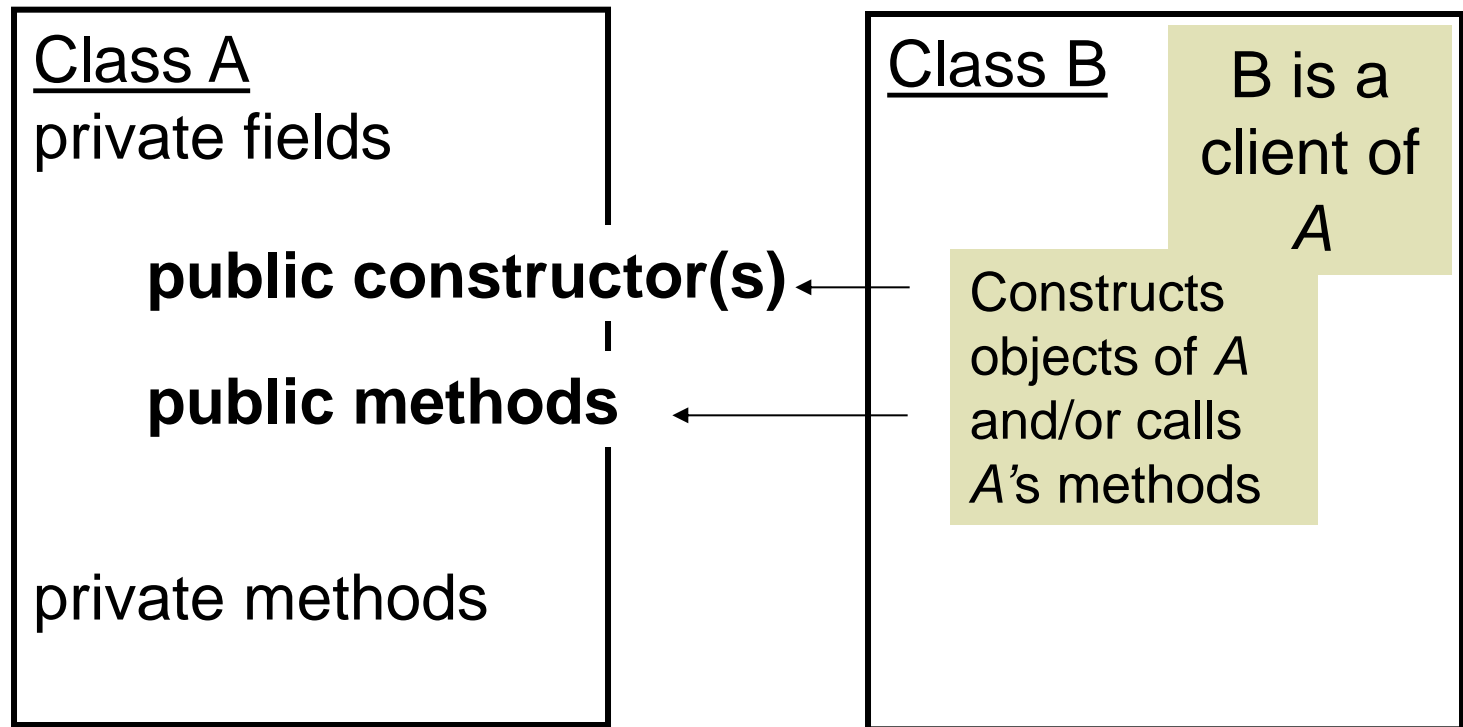 Class A
private fields
public constructor(s)
public methods
private methods
Class B
B is a
client of
A
Constructs
objects of A
and/or calls
A’s methods